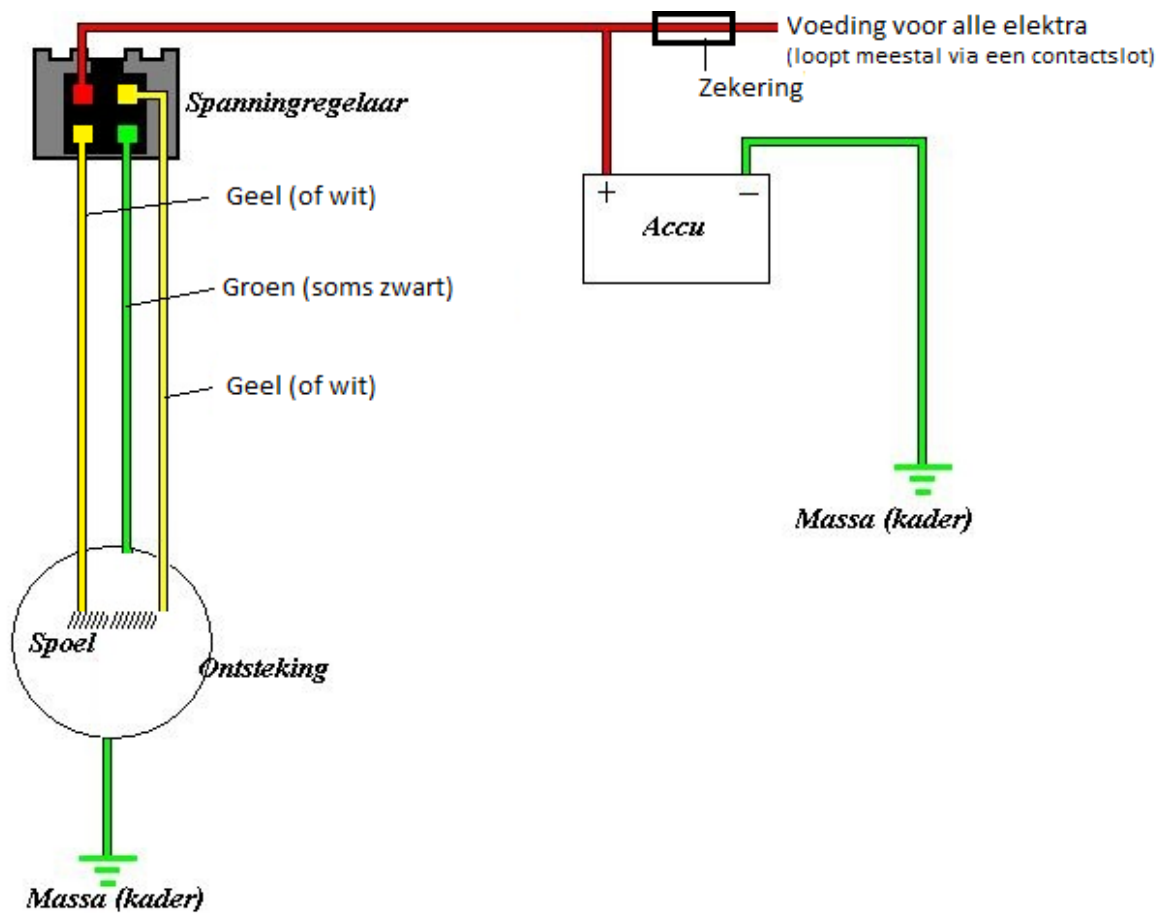 Voeding voor alle elektra
(loopt meestal via een contactslot)
Zekering
Spanningregelaar
Geel (of wit)
+
–
Accu
Groen (soms zwart)
Geel (of wit)
Massa (kader)
Spoel
Ontsteking
Massa (kader)